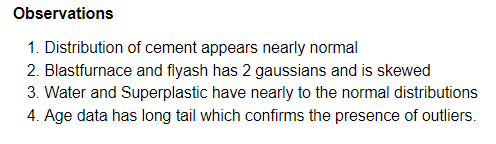 Observations
1. Distribution of cement appears nearly normal
2. Blastfurnace and flyash has 2 gaussians and is skewed
3. Water and Superplastic have nearly to the normal distributions
4. Age data has long tail which confirms the presence of outliers.